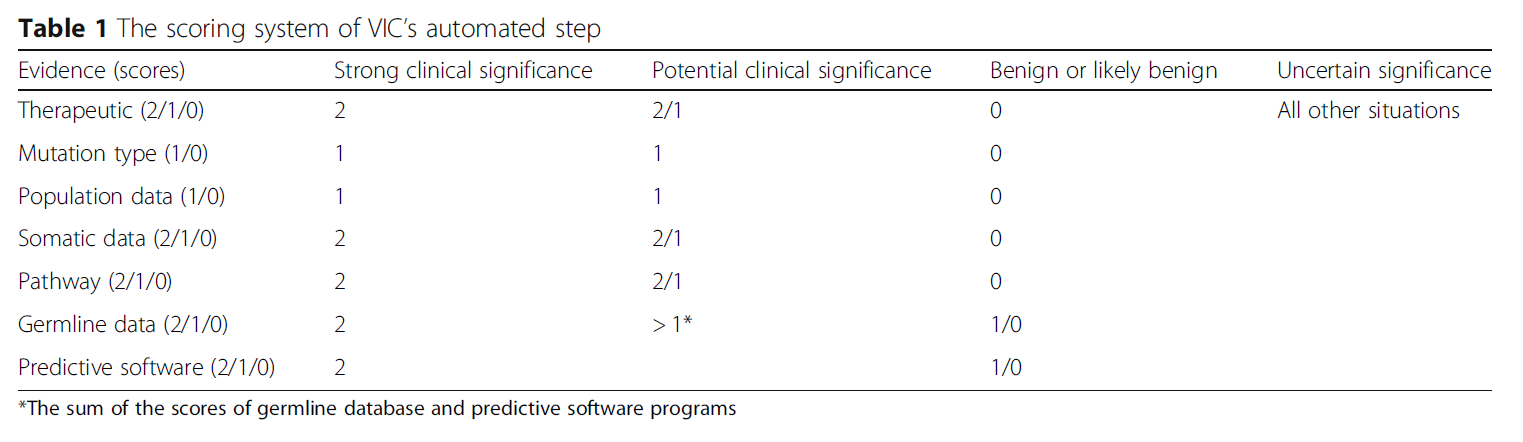 Table 1 The scoring system of VIC's automated step
Evidence (scores) Strong clinical significance Potential clinical significance Benign or likely benign Uncertain significance
Therapeutic (2/1/0) 2 2/1 0 All other situations
Mutation type (1/0) 1 1 0
Population data (1/0) 1 1 0
Somatic data (2/1/0) 2 2/1 0
Pathway (2/1/0) 2 2/1 0
Germline data (2/1/0) 2 > 1* 1/0
Predictive software (2/1/0) 2 1/0
*The sum of the scores of germline database and predictive software programs